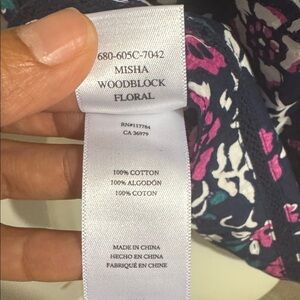 680-605C-7042
MISHA
WOODBLOCK
FLORAL
RN#117784
CA 36979
100% COTTON
100% ALGODÓN
100% COTON
MADE IN CHINA
HECHO EN CHINA
FABRIQUÉ EN CHINE